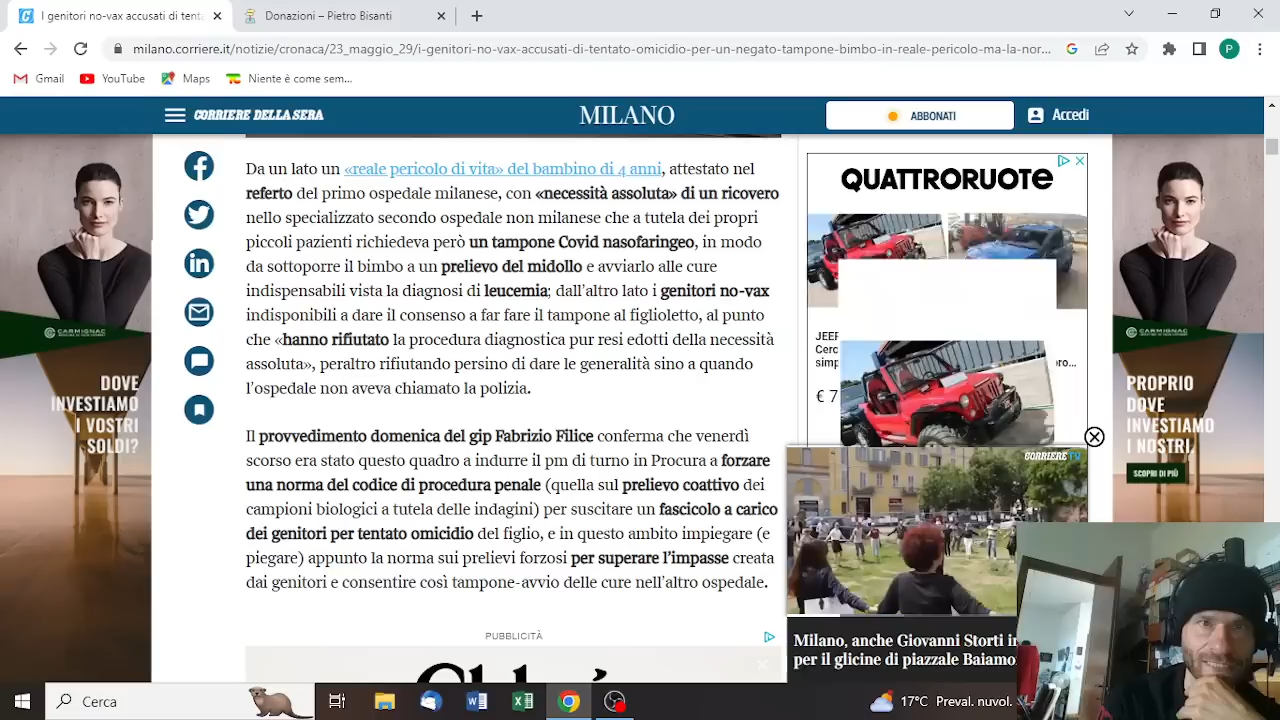 I genitori no-vax accusati di tenta
Donazioni – Pietro Bisanti
milano.corriere.it/notizie/cronaca/23_maggio_29/i-genitori-no-vax-accusati-di-tentato-omicidio-per-un-negato-tampone-bimbo-in-reale-pericolo-ma-la-nor...
P
Gmail
YouTube
Maps
Niente è come sem...
CORRIERE DELLA SERA
MILANO
ABBONATI
Accedi
Da un lato un «reale pericolo di vita» del bambino di 4 anni, attestato nel
referto del primo ospedale milanese, con «necessità assoluta» di un ricovero
nello specializzato secondo ospedale non milanese che a tutela dei propri
piccoli pazienti richiedeva però un tampone Covid nasofaringeo, in modo
da sottoporre il bimbo a un prelievo del midollo e avviarlo alle cure
indispensabili vista la diagnosi di leucemia; dall'altro lato i genitori no-vax
indisponibili a dare il consenso a far fare il tampone al figlioletto, al punto
che «hanno rifiutato la procedura diagnostica pur resi edotti della necessità
assoluta», peraltro rifiutando persino di dare le generalità sino a quando
l'ospedale non aveva chiamato la polizia.
Il provvedimento domenica del gip Fabrizio Filice conferma che venerdì
scorso era stato questo quadro a indurre il pm di turno in Procura a forzare
una norma del codice di procedura penale (quella sul prelievo coattivo dei
campioni biologici a tutela delle indagini) per suscitare un fascicolo a carico
dei genitori per tentato omicidio del figlio, e in questo ambito impiegare (e
piegare) appunto la norma sui prelievi forzosi per superare l'impasse creata
dai genitori e consentire così tampone-avvio delle cure nell'altro ospedale.
PUBBLICITÀ
QUATTRORUOTE
JEEP
Cerc
simp
ro...
€ 7
CORRIERE TV
Milano, anche Giovanni Storti in
per il glicine di piazzale Baiamo
CARMIGNAC
DOVE
INVESTIAMO
I VOSTRI
SOLDI?
CARMIGNAC
PROPRIO
DOVE
INVESTIAMO
I NOSTRI.
SCOPRI DI PIÙ
Cerca
17°C Preval. nuvol.